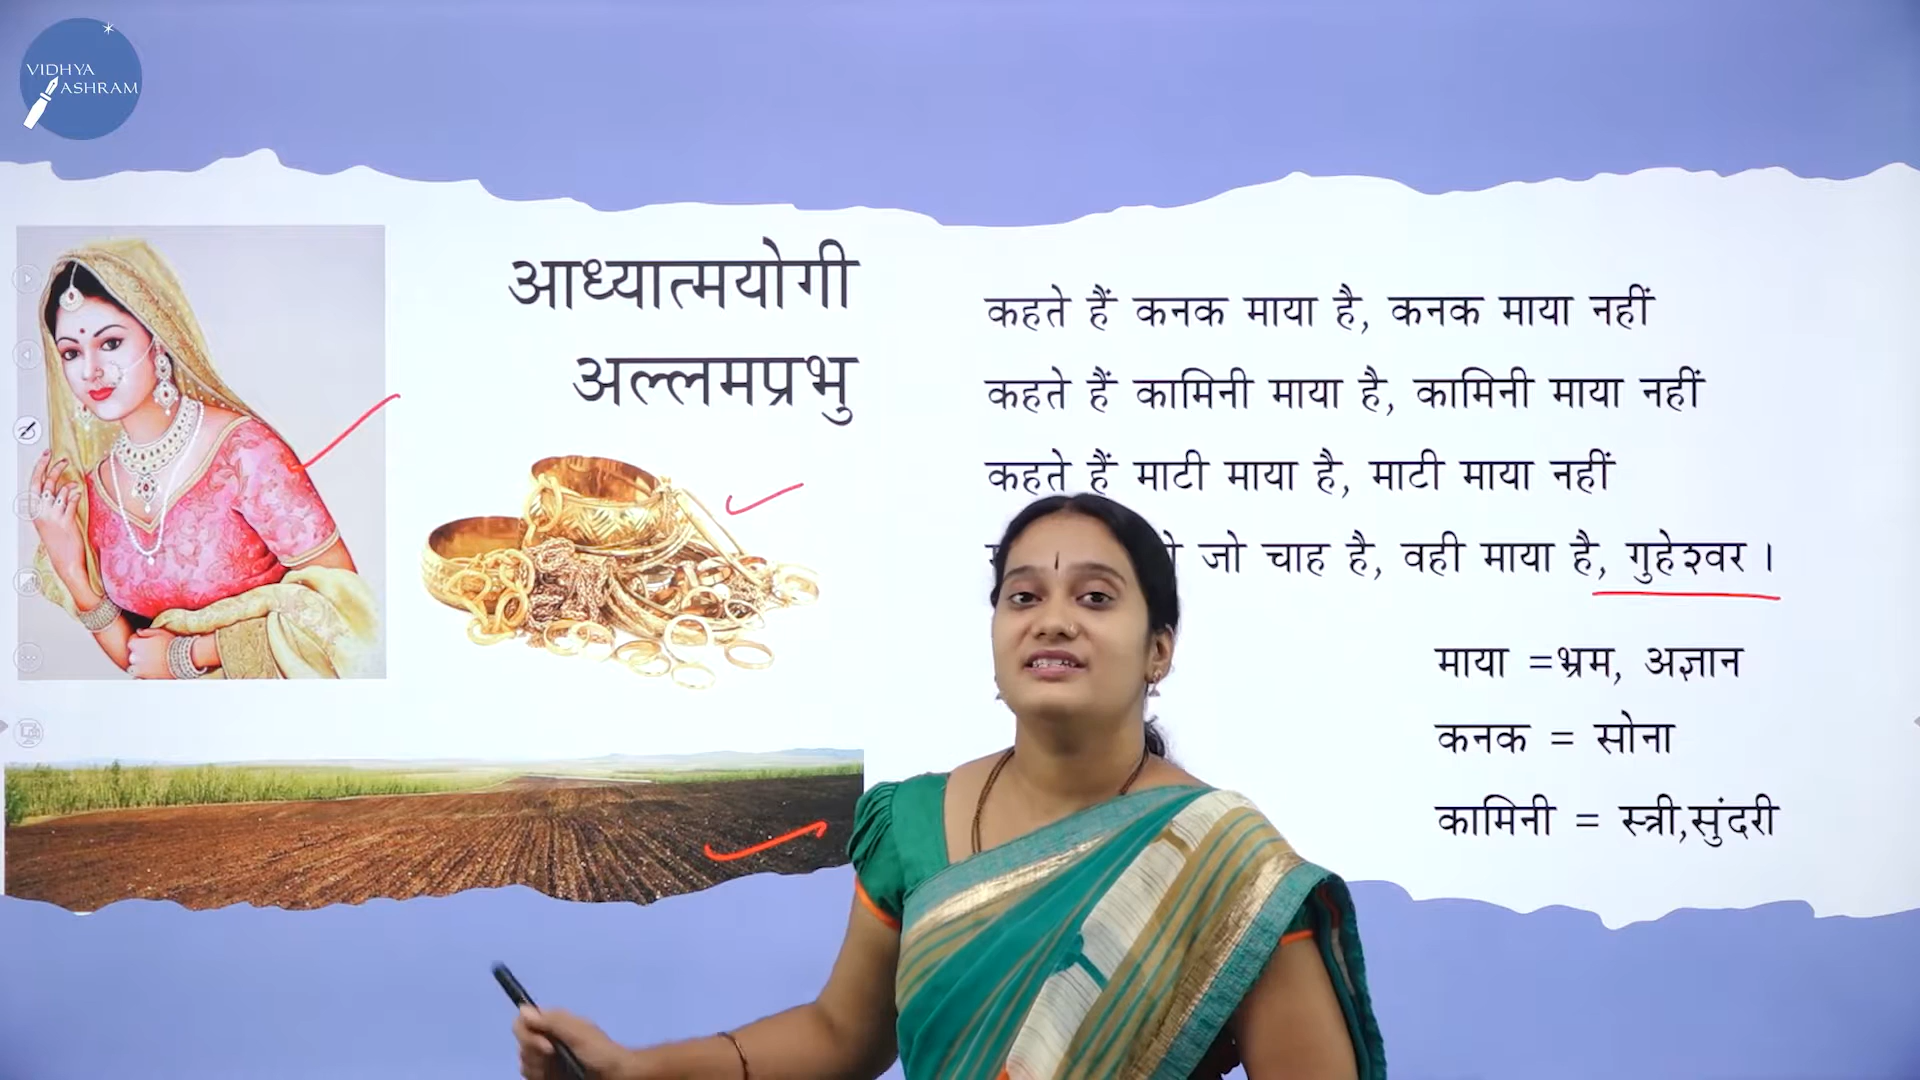 VIDHYA
ASHRAM
आध्यात्मयोगी
अल्लमप्रभु
कहते हैं कनक माया है, कनक माया नहीं
कहते हैं कामिनी माया है, कामिनी माया नहीं
कहते हैं माटी माया है, माटी माया नहीं
जो चाह है, वही माया है, गुहेश्वर ।
माया =भ्रम, अज्ञान
कनक = सोना
कामिनी = स्त्री,सुंदरी